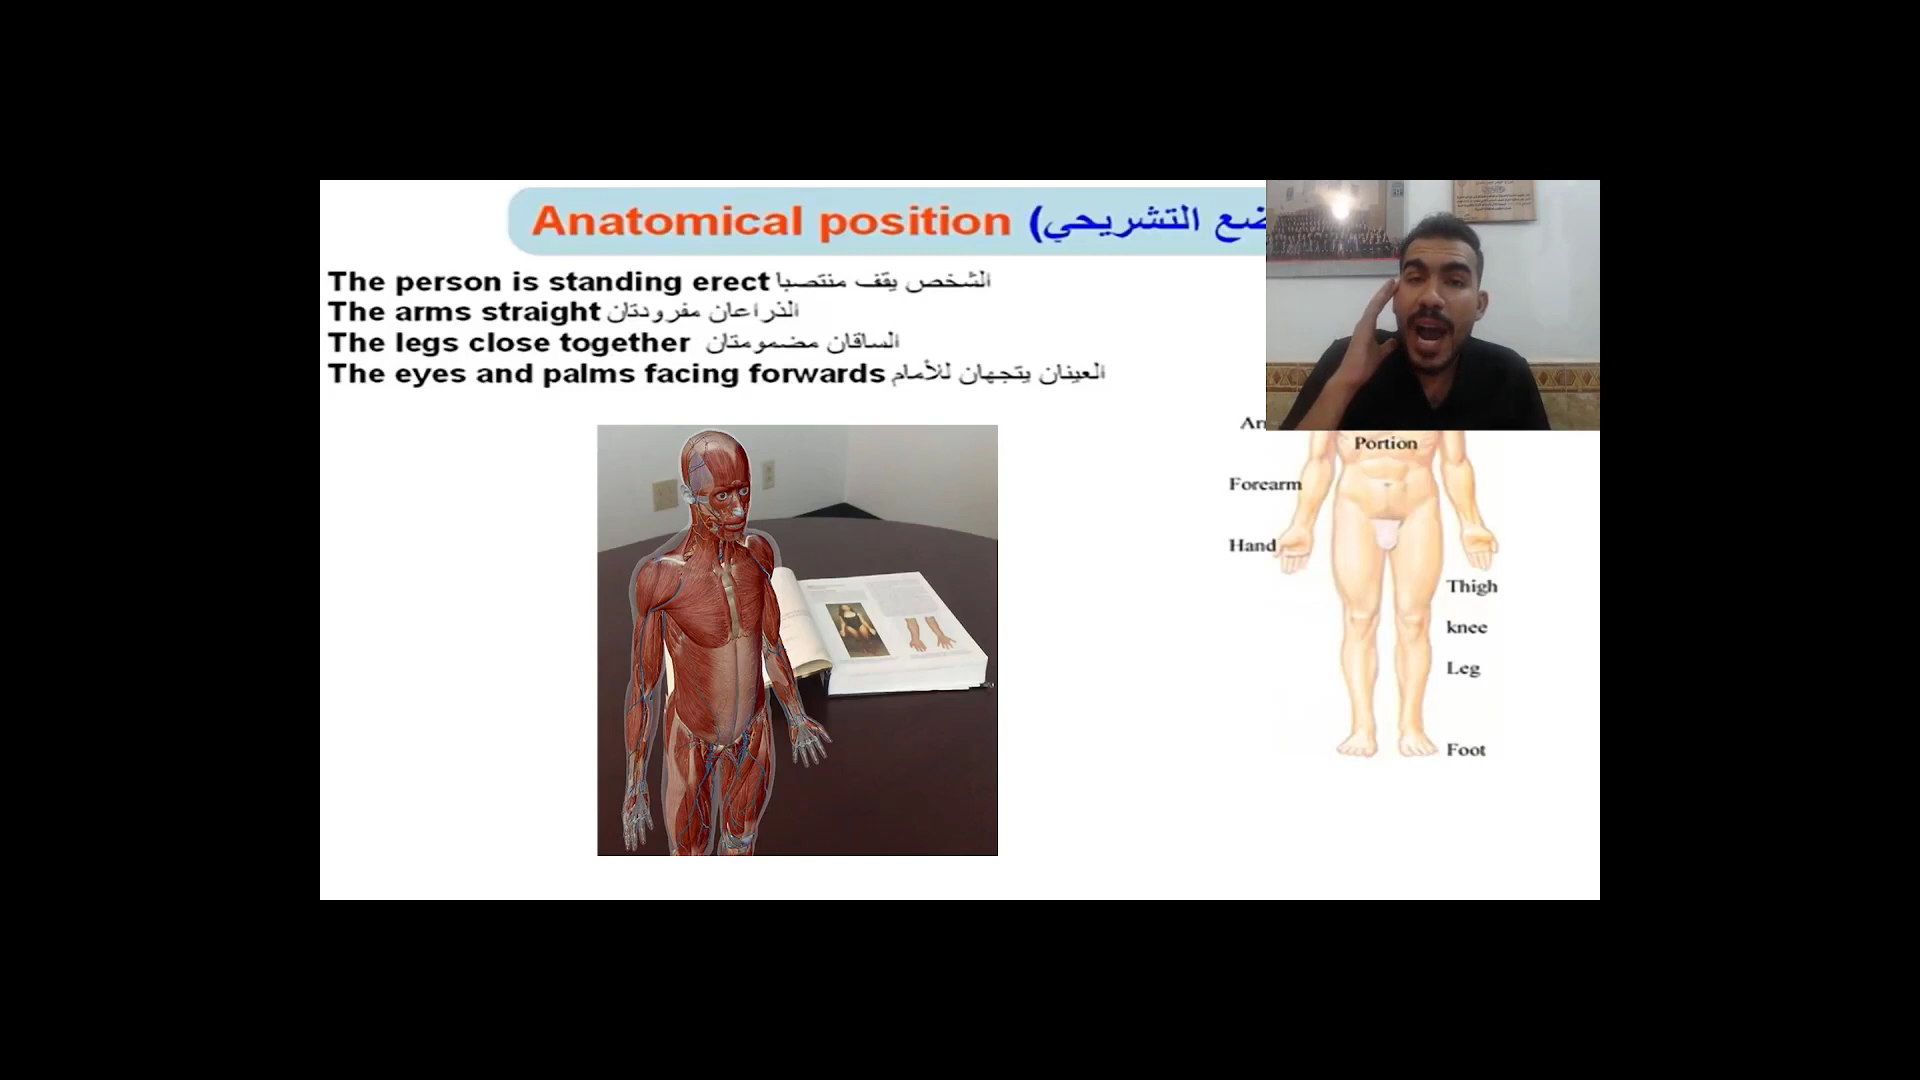 Anatomical position (ضع التشريحي
The person is standing erect الشخص يقف منتصبا
The arms straight الذراعان مفرودتان
The legs close together الساقان مضمومتان
The eyes and palms facing forwards العينان يتجهان للأمام
Portion
Forearm
Hand
Thigh
knee
Leg
Foot